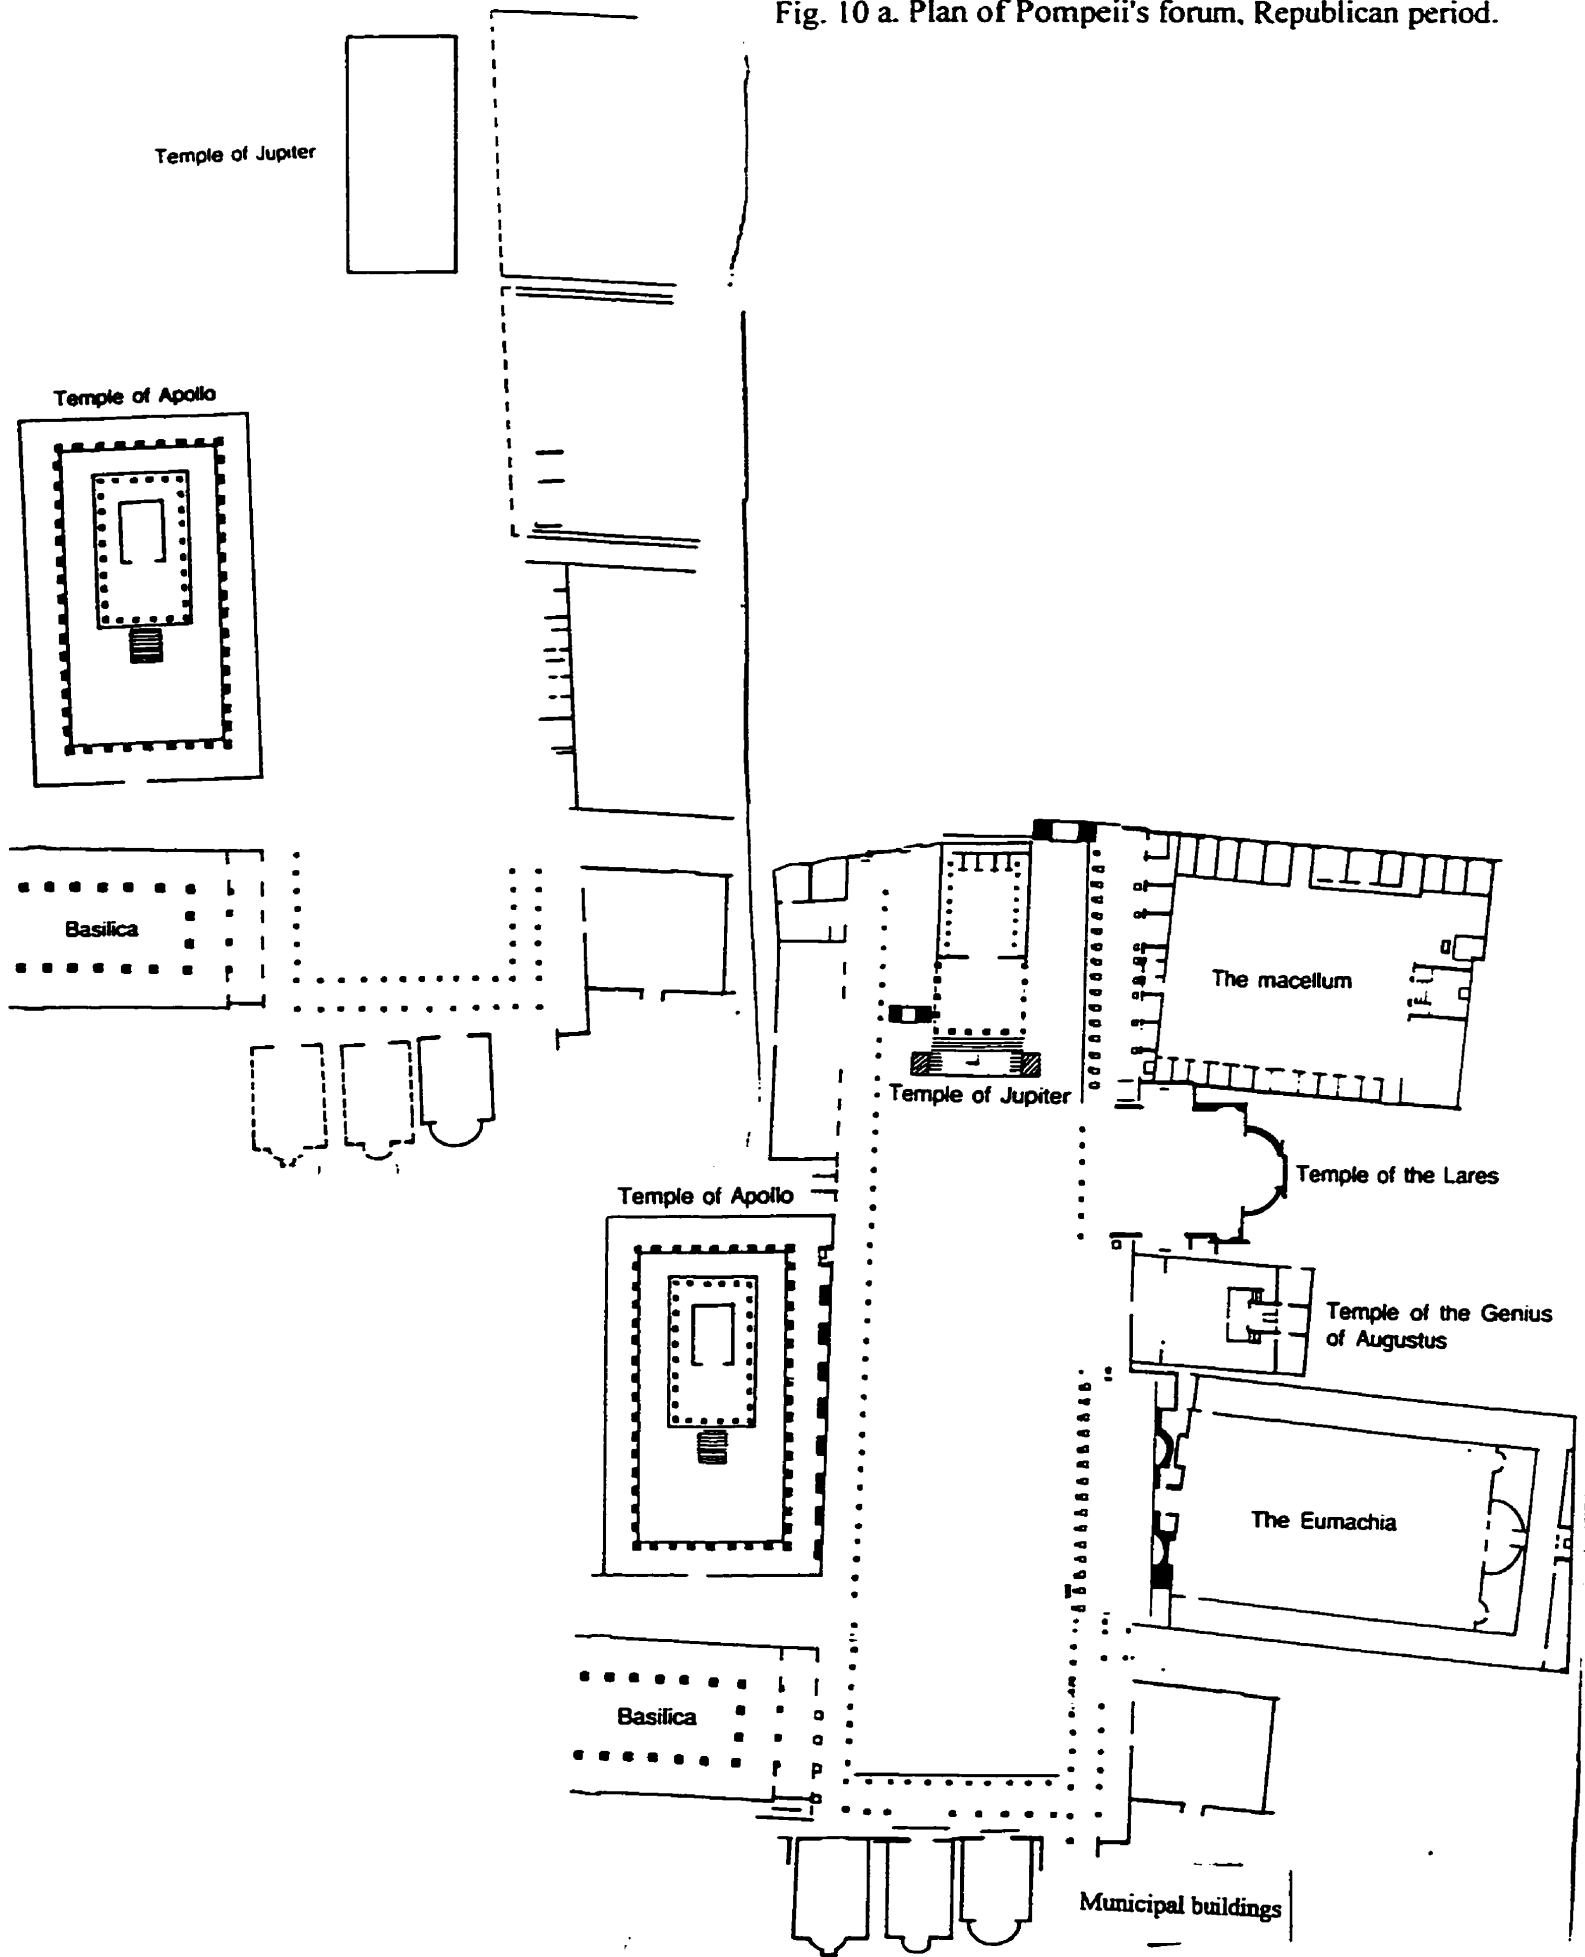 Fig. 10 a. Plan of Pompeii's forum, Republican period.
Temple of Jupiter
Temple of Apollo
Basilica
The macellum
Temple of Jupiter
Temple of the Lares
Temple of Apollo
Temple of the Genius
of Augustus
The Eumachia
Basilica
Municipal buildings